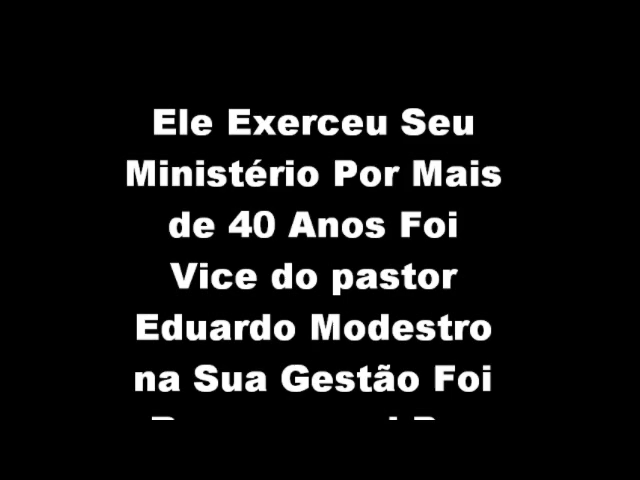 Ele Exerceu Seu
Ministério Por Mais
de 40 Anos Foi
Vice do pastor
Eduardo Modestro
na Sua Gestão Foi